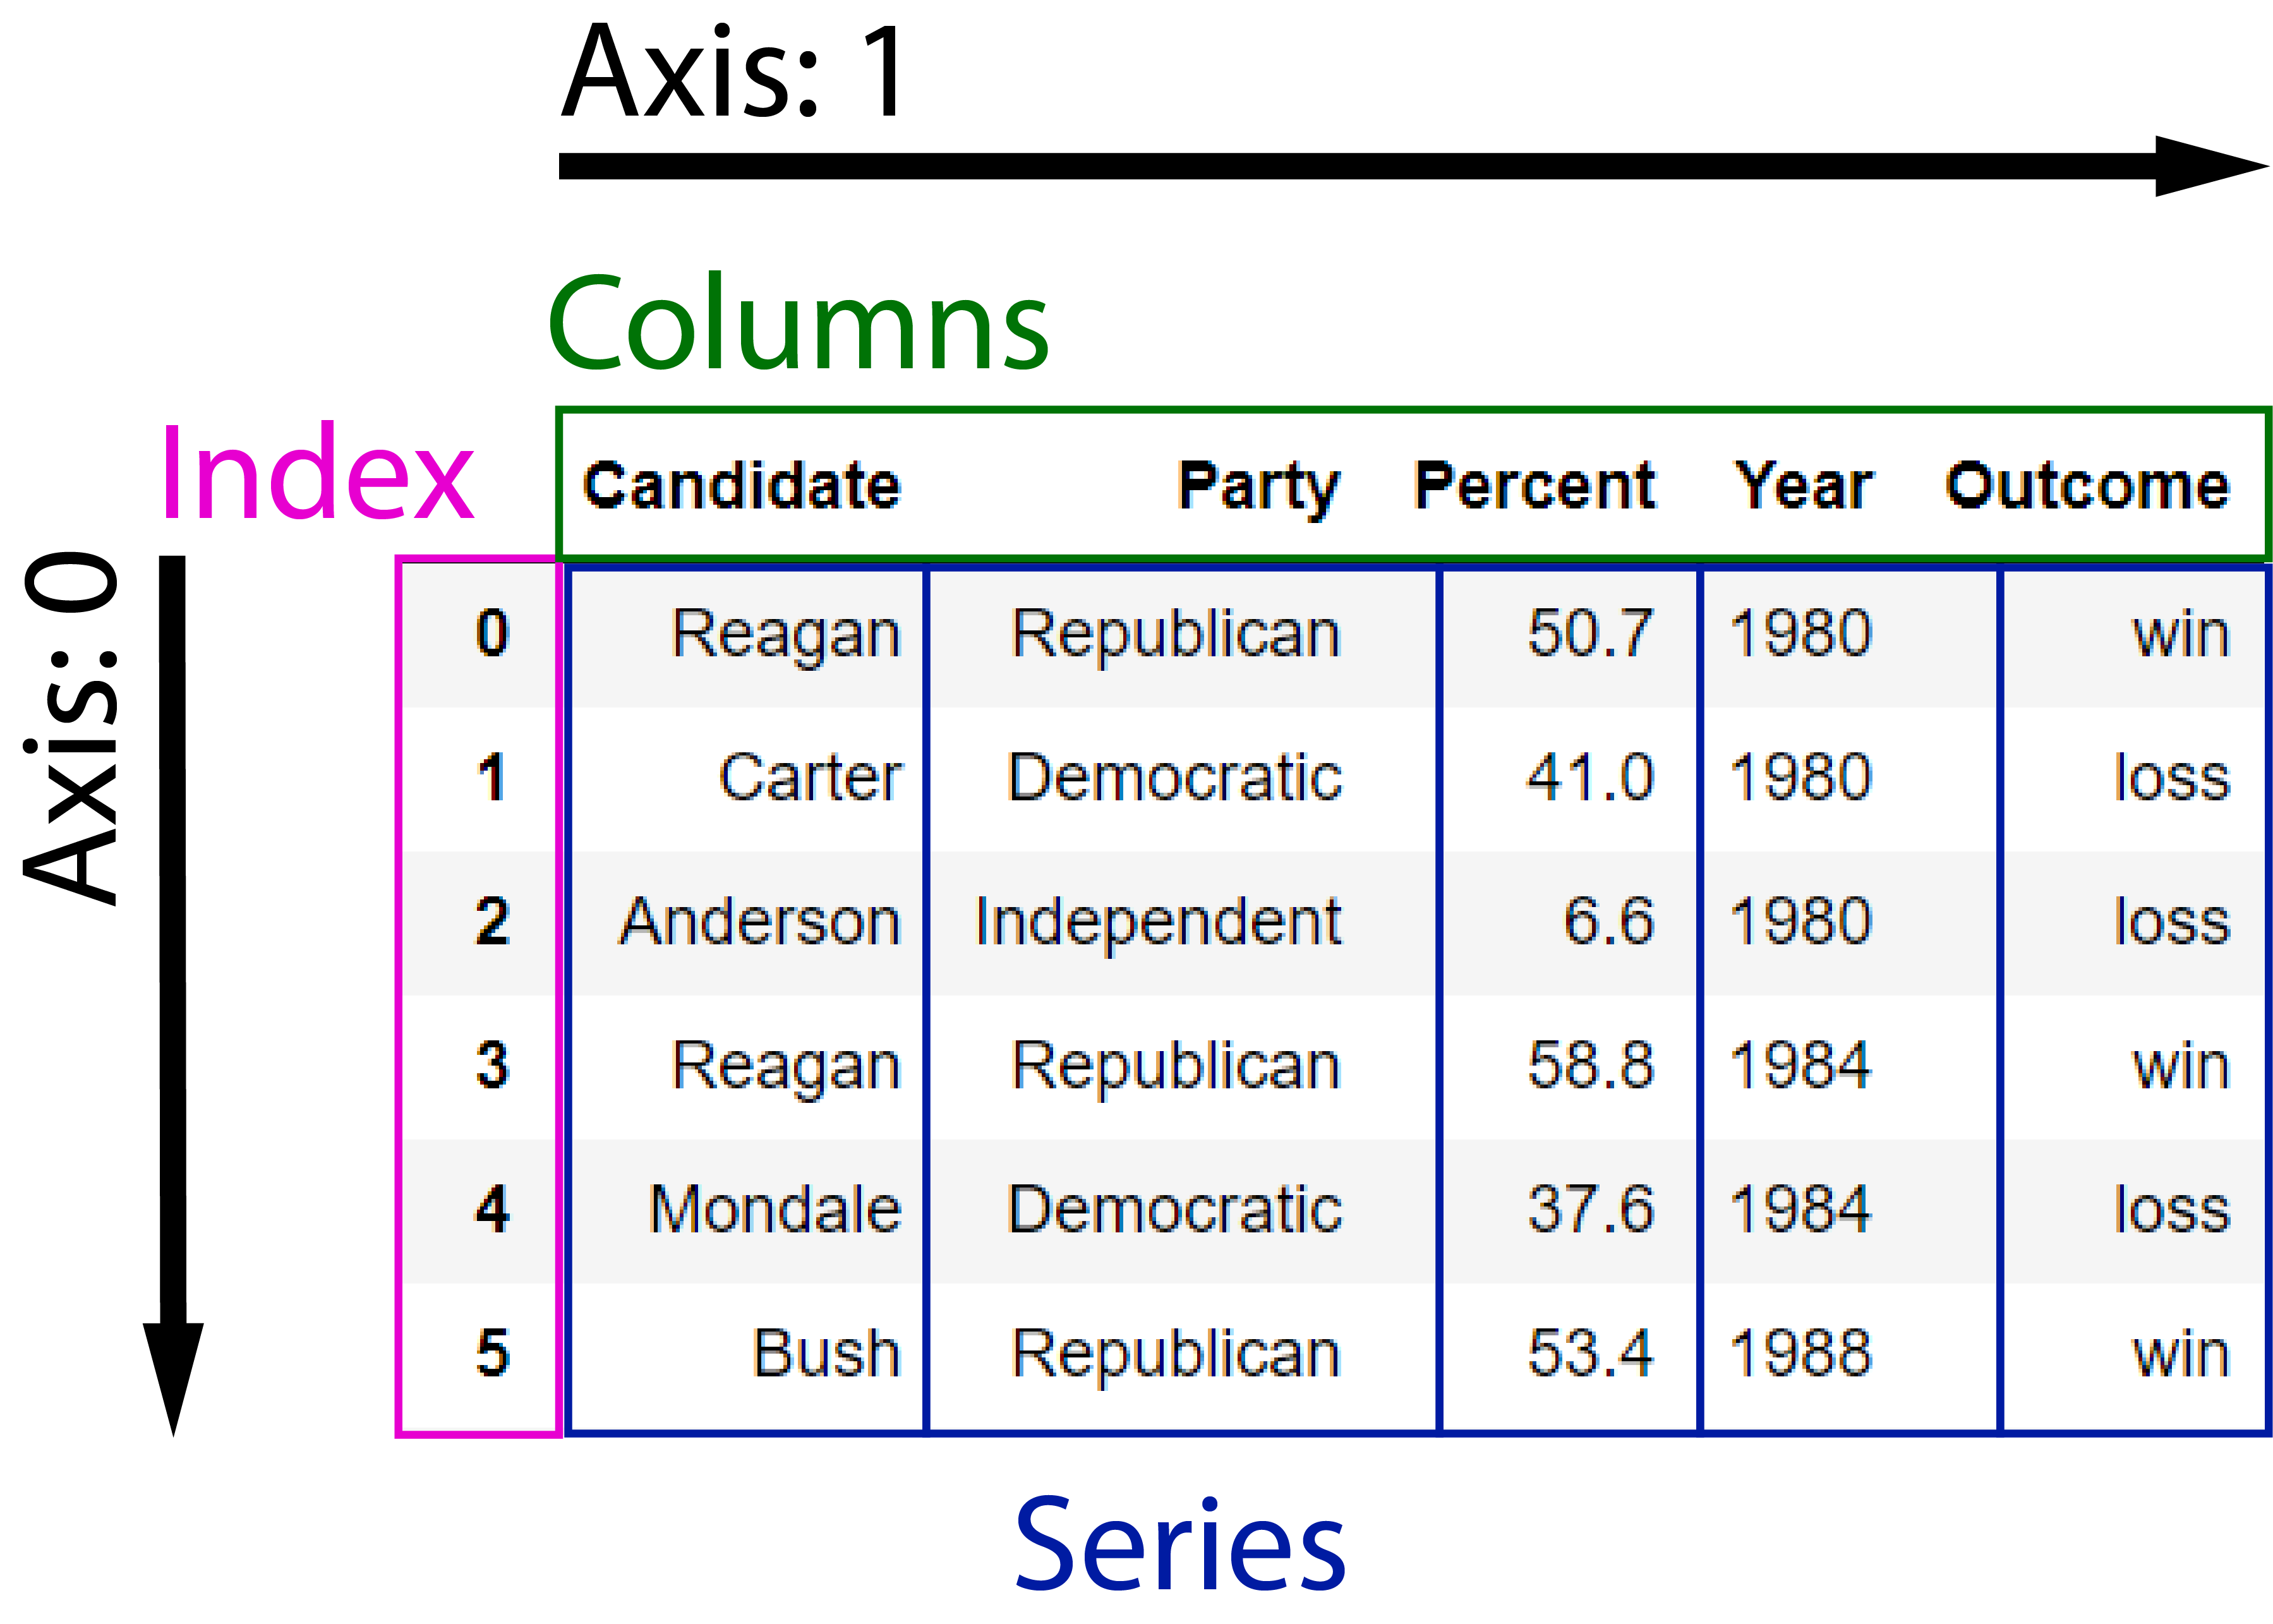 Axis: 1
Columns
Index
Axis: 0
Candidate Party Percent Year Outcome
0 Reagan Republican 50.7 1980 win
1 Carter Democratic 41.0 1980 loss
2 Anderson Independent 6.6 1980 loss
3 Reagan Republican 58.8 1984 win
4 Mondale Democratic 37.6 1984 loss
5 Bush Republican 53.4 1988 win
Series